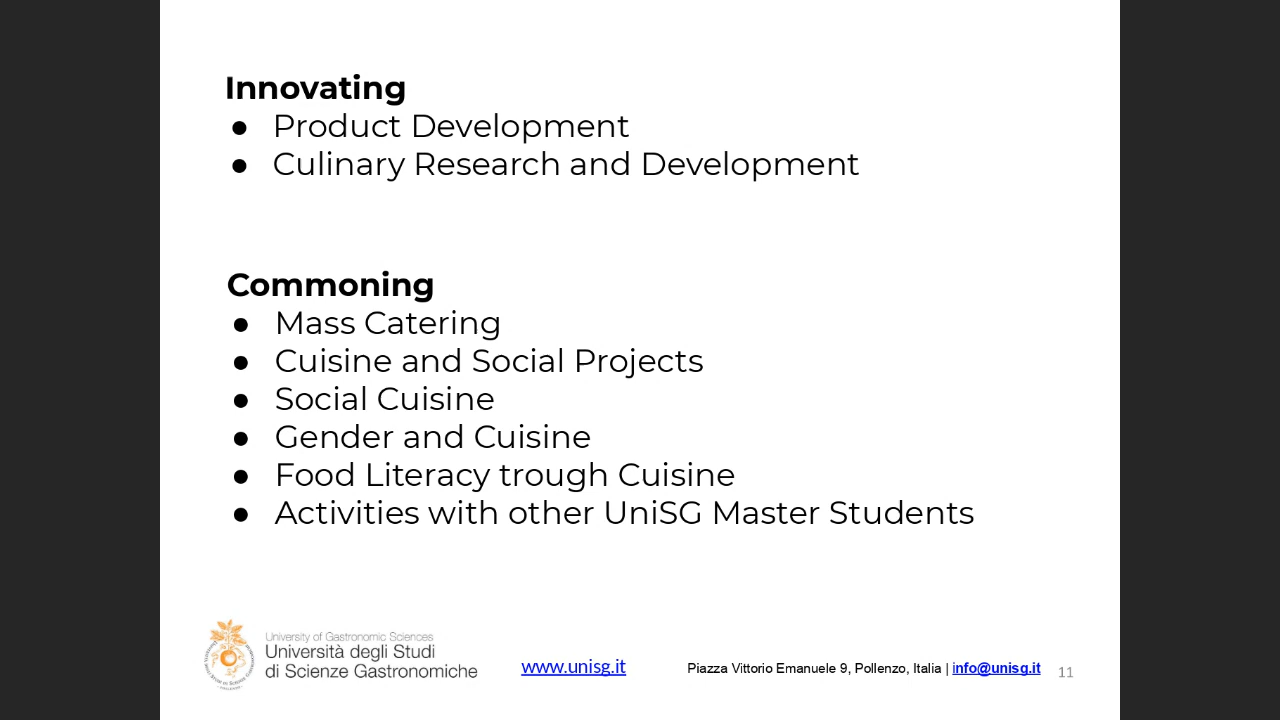 Innovating
● Product Development
● Culinary Research and Development
Commoning
● Mass Catering
● Cuisine and Social Projects
● Social Cuisine
● Gender and Cuisine
● Food Literacy trough Cuisine
● Activities with other UniSG Master Students
University of Gastronomic Sciences
Università degli Studi
di Scienze Gastronomiche
www.unisg.it
Piazza Vittorio Emanuele 9, Pollenzo, Italia | info@unisg.it
11